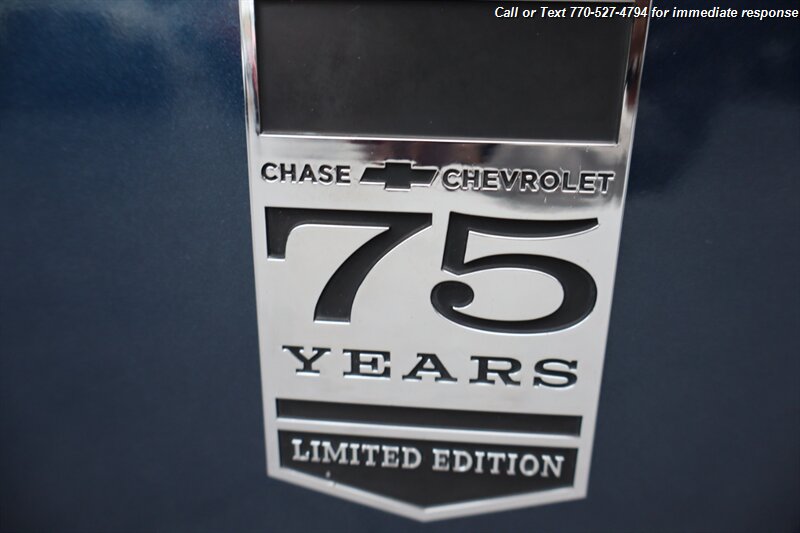 Call or Text 770-527-4794 for immediate response
CHASE CHEVROLET
75
YEARS
LIMITED EDITION